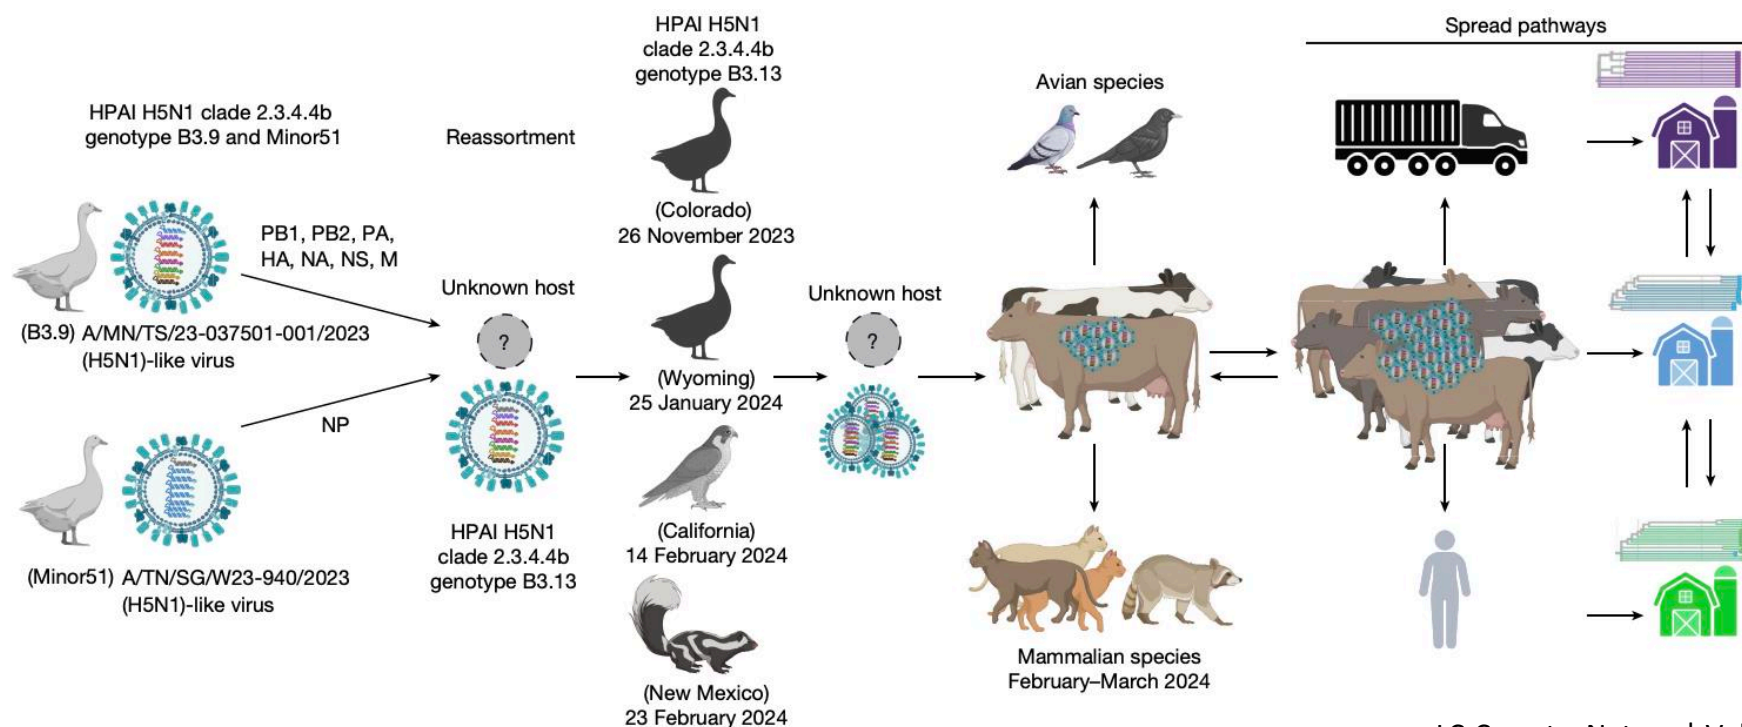 HPAI H5N1 clade 2.3.4.4b
genotype B3.9 and Minor51
(B3.9) A/MN/TS/23-037501-001/2023
(H5N1)-like virus
(Minor51) A/TN/SG/W23-940/2023
(H5N1)-like virus
PB1, PB2, PA,
HA, NA, NS, M
NP
Reassortment
Unknown host
?
HPAI H5N1
clade 2.3.4.4b
genotype B3.13
HPAI H5N1
clade 2.3.4.4b
genotype B3.13
(Colorado)
26 November 2023
(Wyoming)
25 January 2024
(California)
14 February 2024
(New Mexico)
23 February 2024
Unknown host
?
Avian species
Mammalian species
February–March 2024
Spread pathways